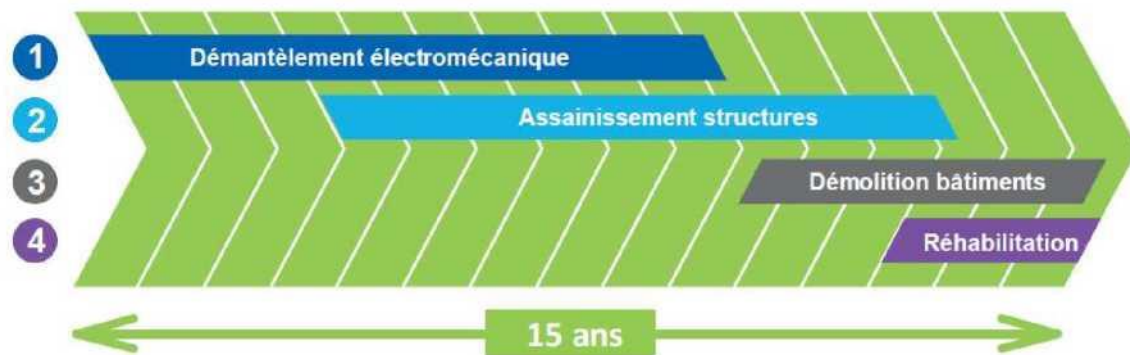 1 Démantèlement électromécanique
2 Assainissement structures
3 Démolition bâtiments
4 Réhabilitation
15 ans